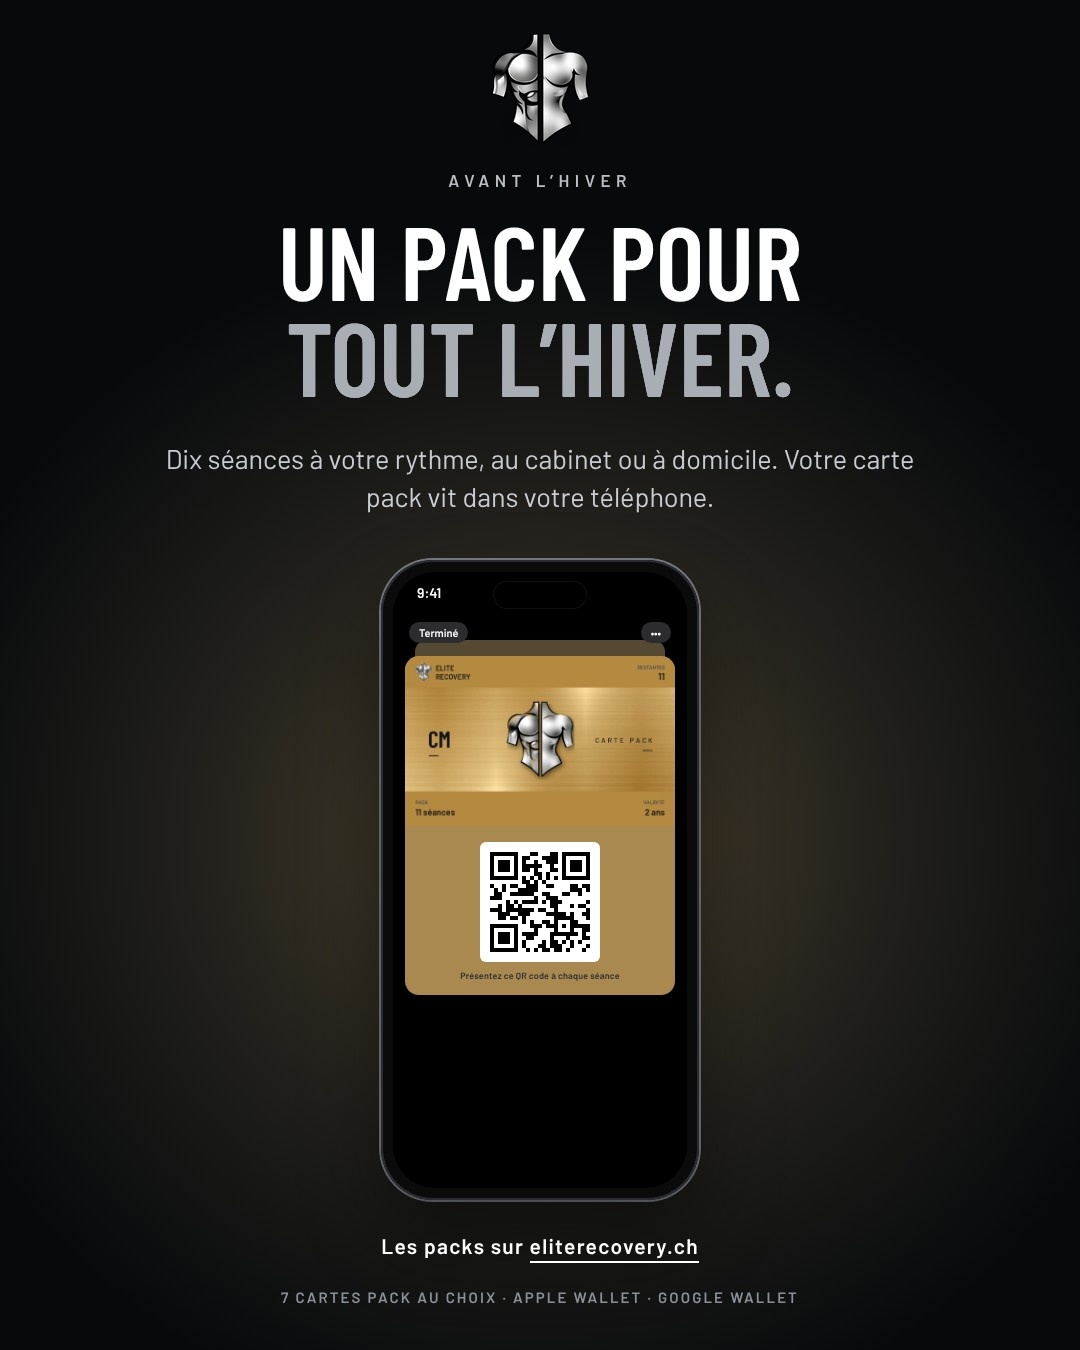 AVANT L’HIVER
UN PACK POUR
TOUT L’HIVER.
Dix séances à votre rythme, au cabinet ou à domicile. Votre carte
pack vit dans votre téléphone.
9:41
Terminé
•••
ELITE
RECOVERY
RESTANTES
11
CM
CARTE PACK
PACK
11 séances
VALIDITÉ
2 ans
Présentez ce QR code à chaque séance
Les packs sur eliterecovery.ch
7 CARTES PACK AU CHOIX · APPLE WALLET · GOOGLE WALLET